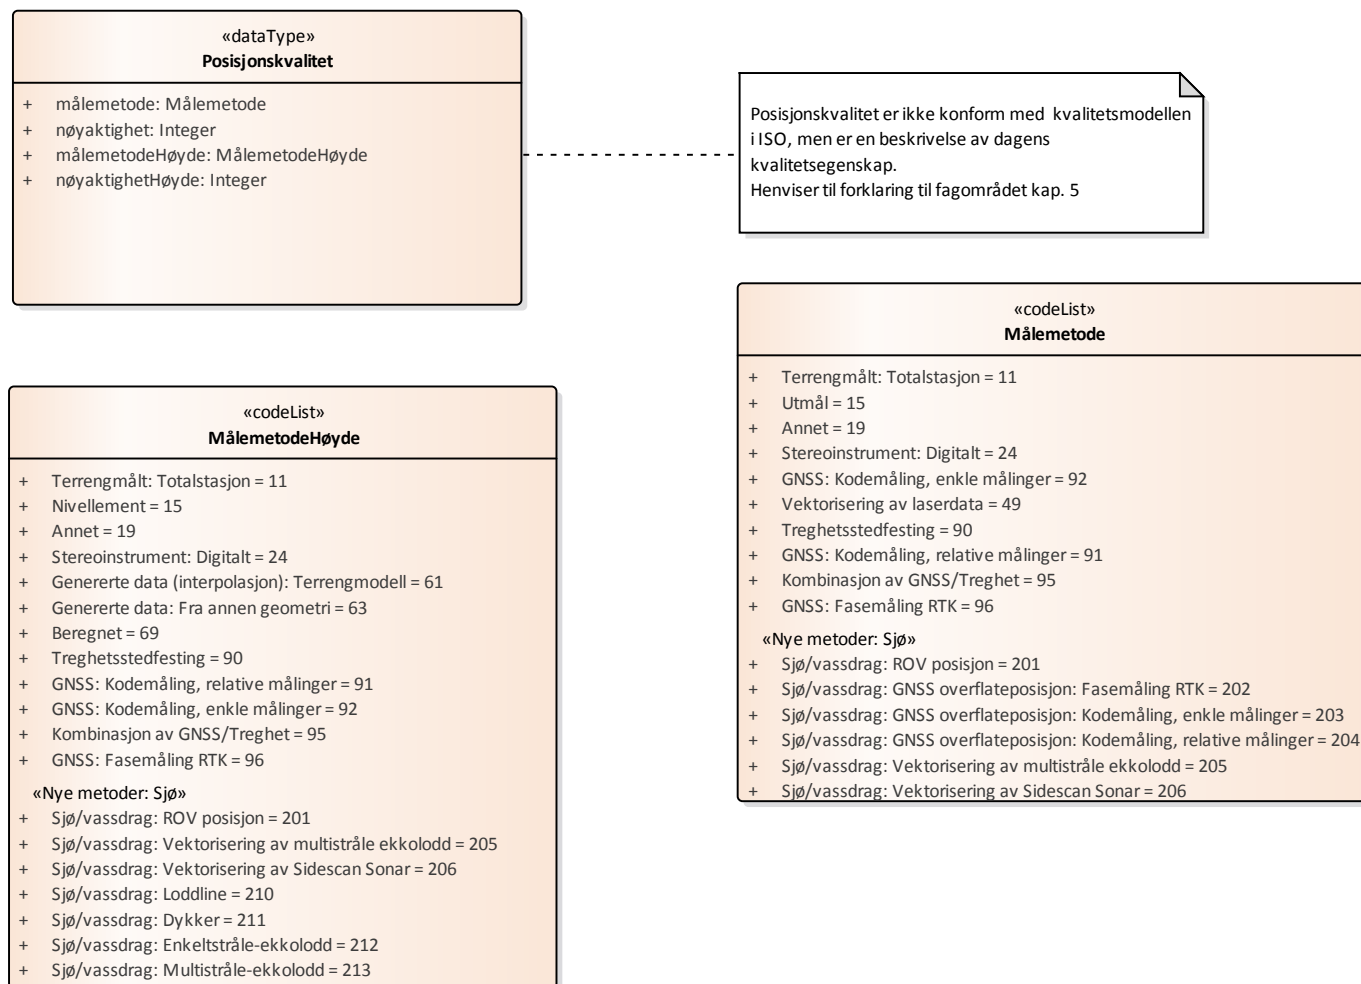 «dataType»
Posisjonskvalitet
+ målemetode: Målemetode
+ nøyaktighet: Integer
+ målemetodeHøyde: MålemetodeHøyde
+ nøyaktighetHøyde: Integer
Posisjonskvalitet er ikke konform med kvalitetsmodellen
i ISO, men er en beskrivelse av dagens
kvalitetsegenskap.
Henviser til forklaring til fagområdet kap. 5
«codeList»
MålemetodeHøyde
+ Terrengmålt: Totalstasjon = 11
+ Nivellement = 15
+ Annet = 19
+ Stereoinstrument: Digitalt = 24
+ Genererte data (interpolasjon): Terrengmodell = 61
+ Genererte data: Fra annen geometri = 63
+ Beregnet = 69
+ Treghetsstedfesting = 90
+ GNSS: Kodemåling, relative målinger = 91
+ GNSS: Kodemåling, enkle målinger = 92
+ Kombinasjon av GNSS/Treghet = 95
+ GNSS: Fasemåling RTK = 96
«Nye metoder: Sjø»
+ Sjø/vassdrag: ROV posisjon = 201
+ Sjø/vassdrag: Vektorisering av multistråle ekkolodd = 205
+ Sjø/vassdrag: Vektorisering av Sidescan Sonar = 206
+ Sjø/vassdrag: Loddline = 210
+ Sjø/vassdrag: Dykker = 211
+ Sjø/vassdrag: Enkeltstråle-ekkolodd = 212
+ Sjø/vassdrag: Multistråle-ekkolodd = 213
«codeList»
Målemetode
+ Terrengmålt: Totalstasjon = 11
+ Utmål = 15
+ Annet = 19
+ Stereoinstrument: Digitalt = 24
+ GNSS: Kodemåling, enkle målinger = 92
+ Vektorisering av laserdata = 49
+ Treghetsstedfesting = 90
+ GNSS: Kodemåling, relative målinger = 91
+ Kombinasjon av GNSS/Treghet = 95
+ GNSS: Fasemåling RTK = 96
«Nye metoder: Sjø»
+ Sjø/vassdrag: ROV posisjon = 201
+ Sjø/vassdrag: GNSS overflateposisjon: Fasemåling RTK = 202
+ Sjø/vassdrag: GNSS overflateposisjon: Kodemåling, enkle målinger = 203
+ Sjø/vassdrag: GNSS overflateposisjon: Kodemåling, relative målinger = 204
+ Sjø/vassdrag: Vektorisering av multistråle ekkolodd = 205
+ Sjø/vassdrag: Vektorisering av Sidescan Sonar = 206